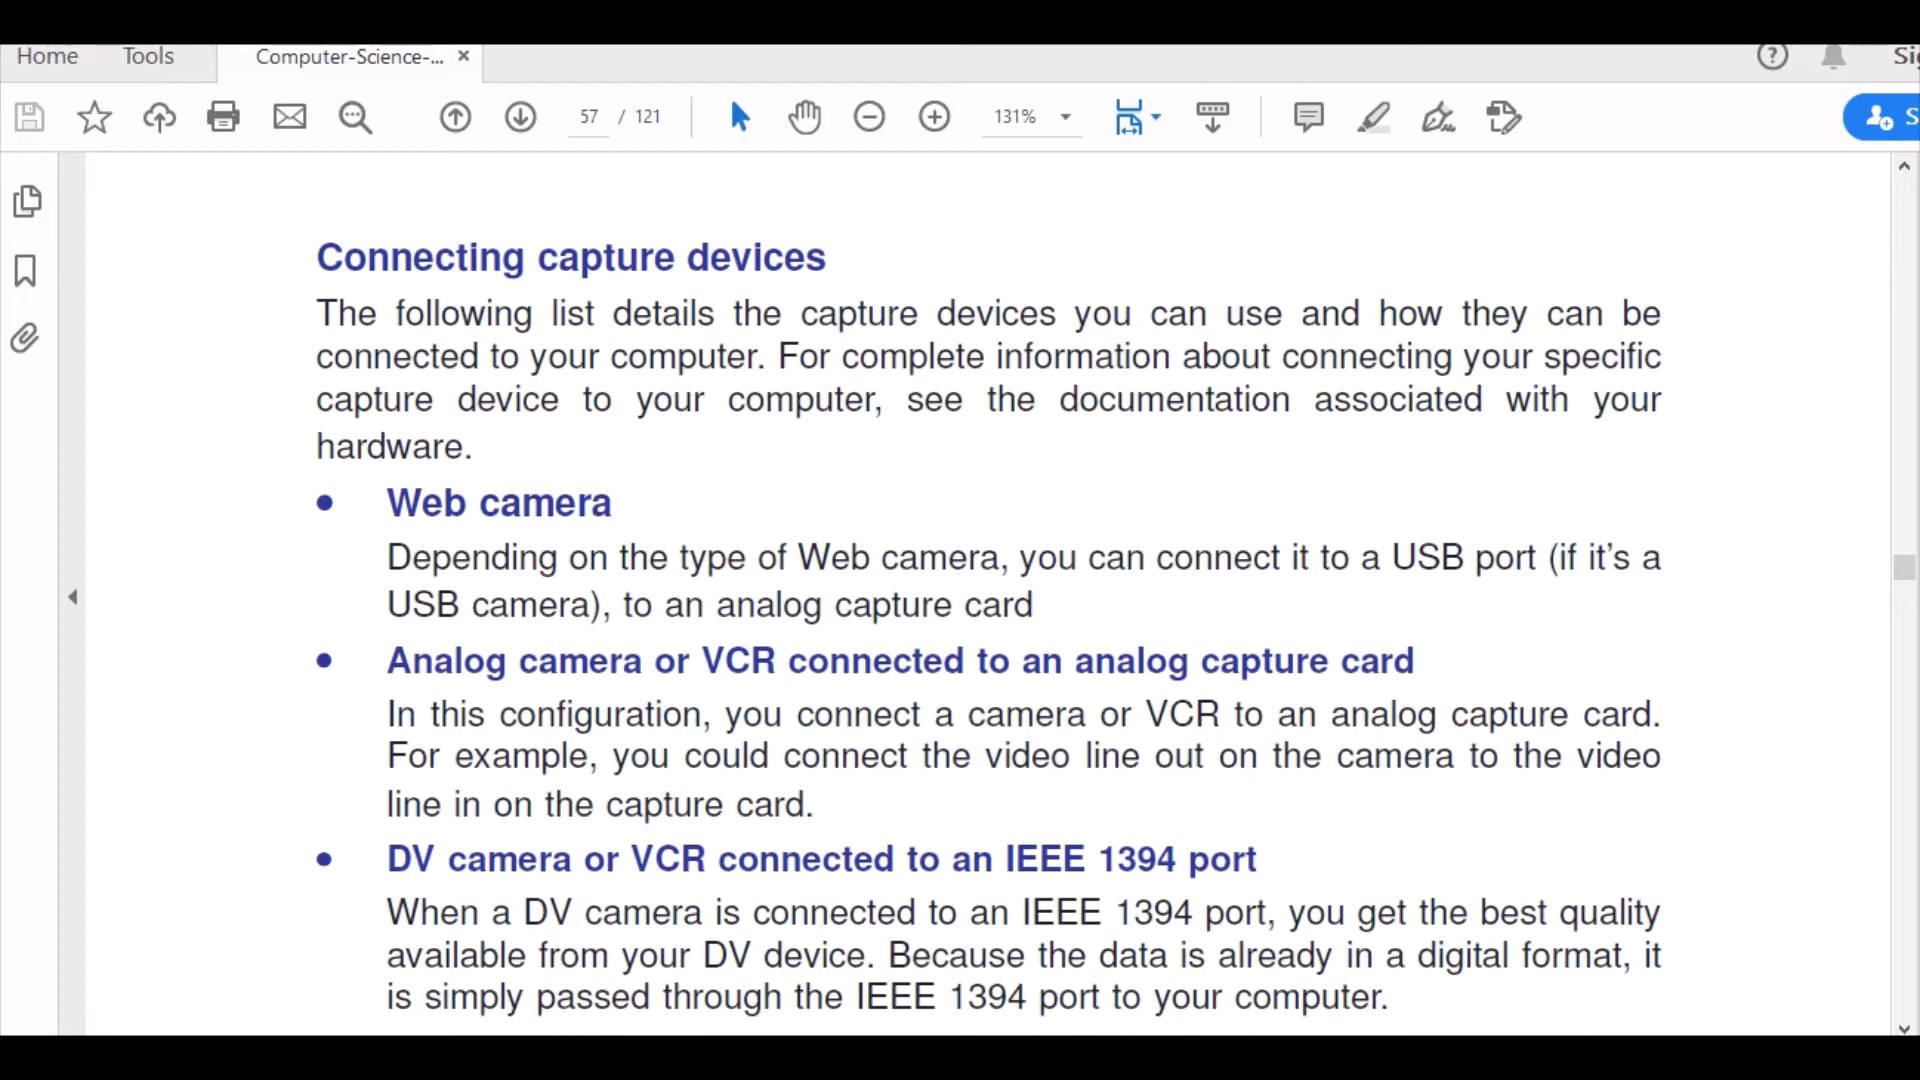 Home Tools Computer-Science-... Sig
57 / 121 131% S
Connecting capture devices
The following list details the capture devices you can use and how they can be
connected to your computer. For complete information about connecting your specific
capture device to your computer, see the documentation associated with your
hardware.
• Web camera
Depending on the type of Web camera, you can connect it to a USB port (if it’s a
USB camera), to an analog capture card
• Analog camera or VCR connected to an analog capture card
In this configuration, you connect a camera or VCR to an analog capture card.
For example, you could connect the video line out on the camera to the video
line in on the capture card.
• DV camera or VCR connected to an IEEE 1394 port
When a DV camera is connected to an IEEE 1394 port, you get the best quality
available from your DV device. Because the data is already in a digital format, it
is simply passed through the IEEE 1394 port to your computer.